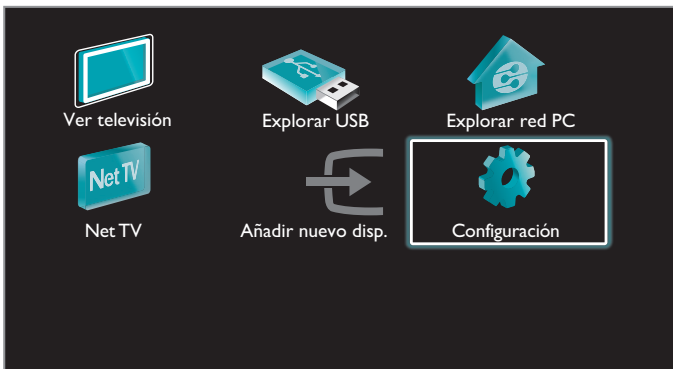 Ver televisión
Explorar USB
Explorar red PC
Net TV
Net TV
Añadir nuevo disp.
Configuración